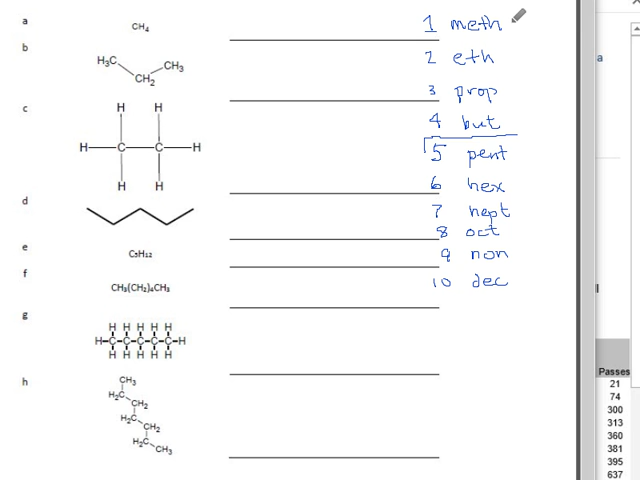 a
CH4
1 meth
b
H3C CH3
CH2
2 eth
3 prop
c
H H
4 but
H C C H
5 pent
H H
6 hex
d
7 hept
8 oct
e
C5H12
9 non
f
CH3(CH2)4CH3
10 dec
g
H H H H H
H-C-C-C-C-C-H
H H H H H
h
CH3
H2C
CH2
H2C
CH2
H2C
CH3
a
l
Passes
21
74
300
313
360
381
395
637